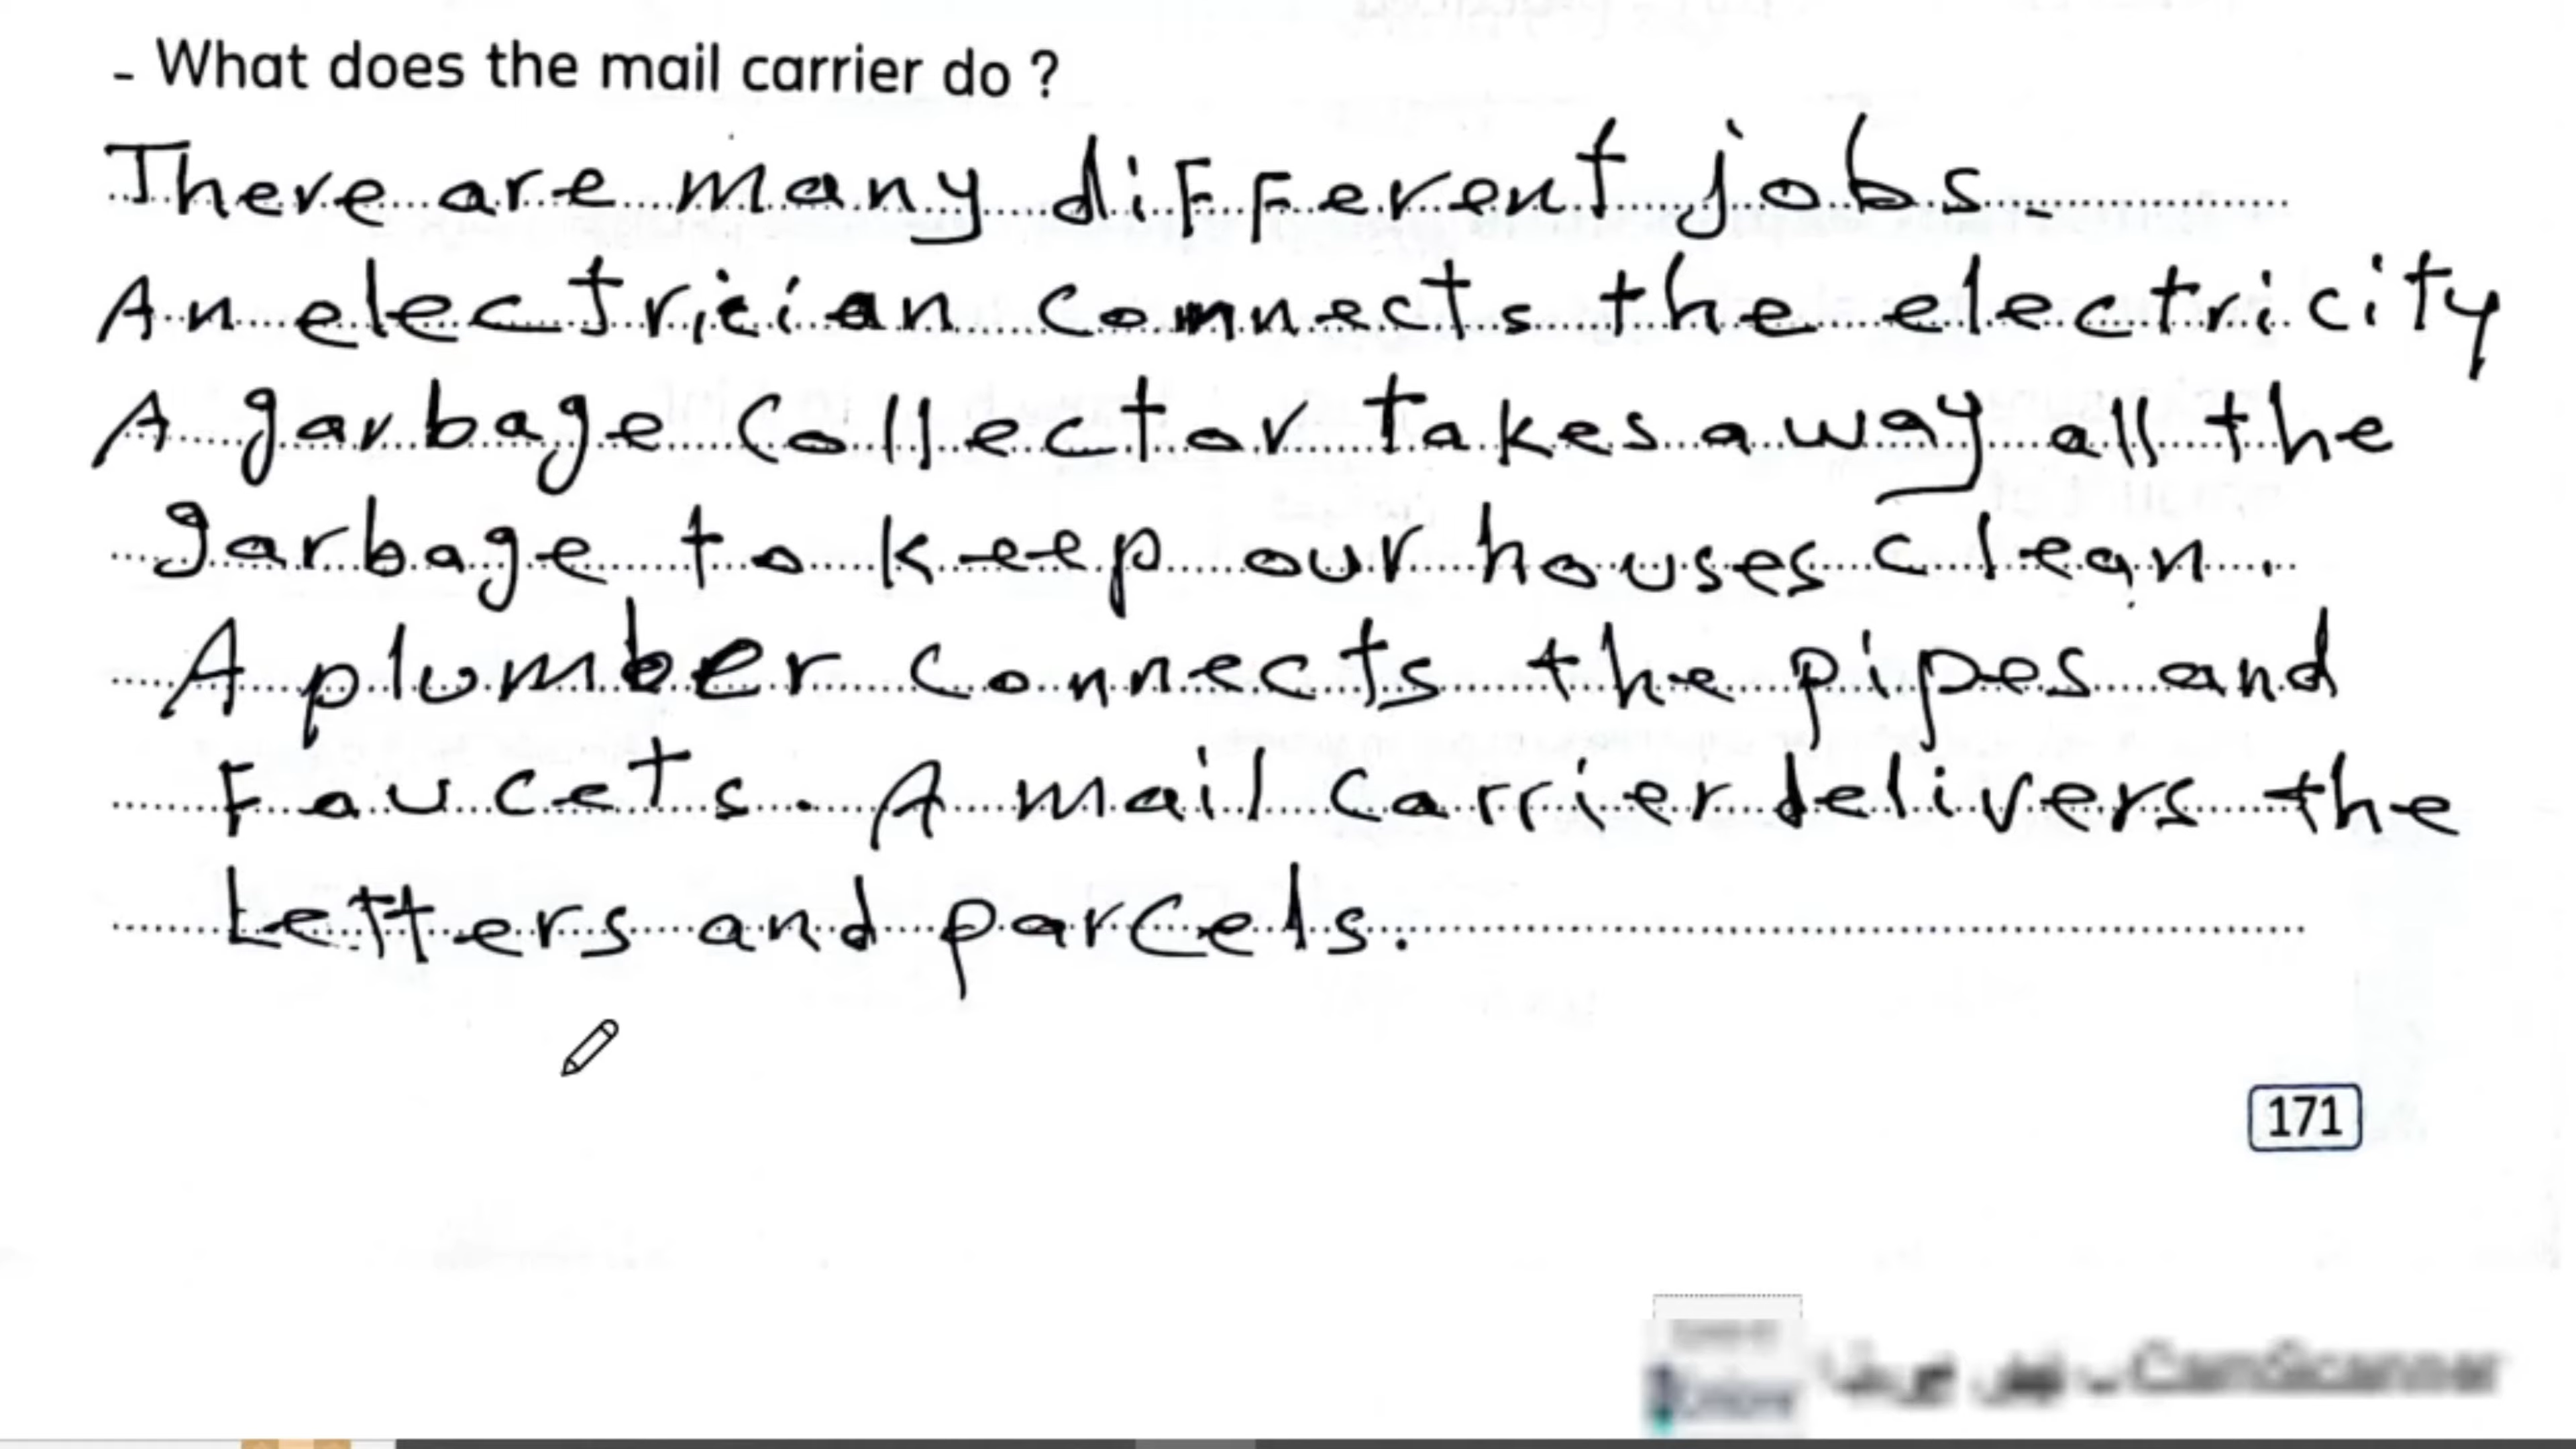 - What does the mail carrier do ?
There are many different jobs.
An electrician connects the electricity
A garbage collector takes away all the
garbage to keep our houses clean.
A plumber connects the pipes and
Faucets. A mail carrier delivers the
Letters and parcels.
171
CamScanner